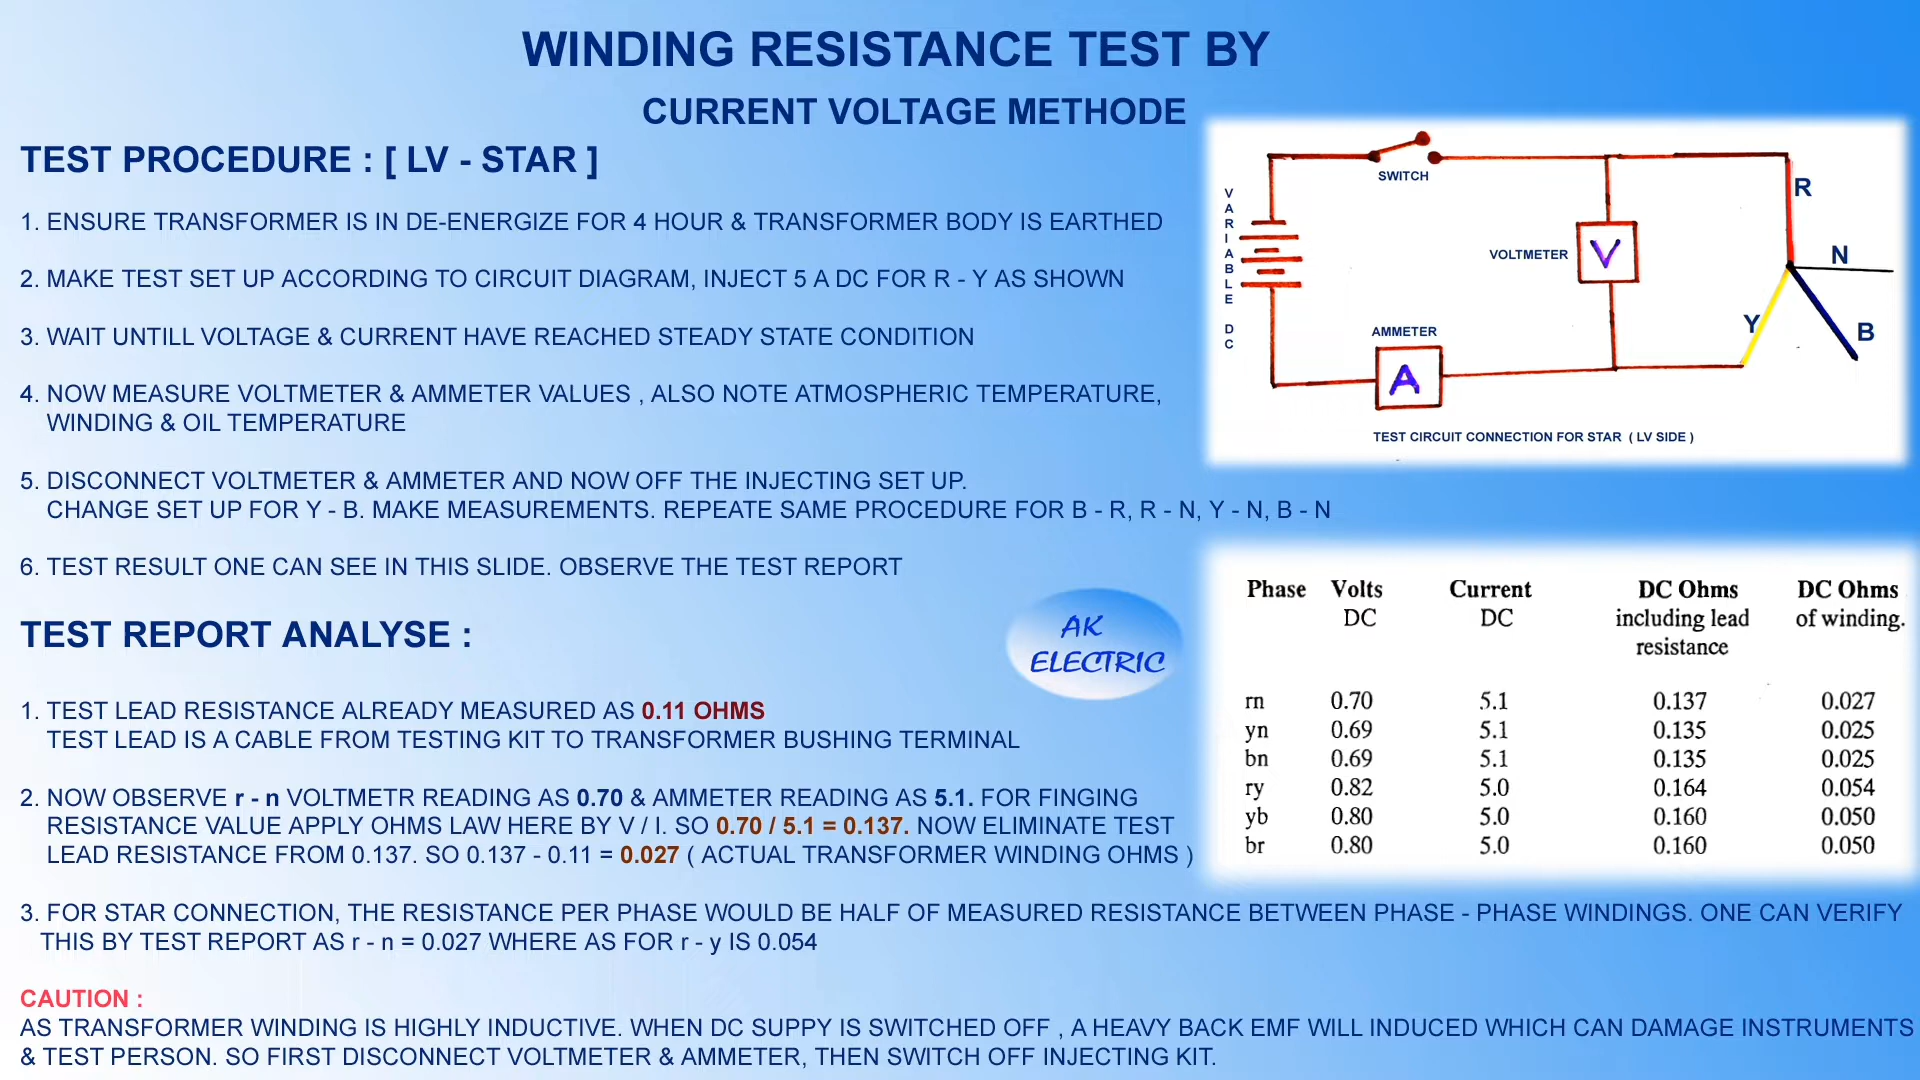 WINDING RESISTANCE TEST BY
CURRENT VOLTAGE METHODE
TEST PROCEDURE : [ LV - STAR ]
1. ENSURE TRANSFORMER IS IN DE-ENERGIZE FOR 4 HOUR & TRANSFORMER BODY IS EARTHED
2. MAKE TEST SET UP ACCORDING TO CIRCUIT DIAGRAM, INJECT 5 A DC FOR R - Y AS SHOWN
3. WAIT UNTILL VOLTAGE & CURRENT HAVE REACHED STEADY STATE CONDITION
4. NOW MEASURE VOLTMETER & AMMETER VALUES , ALSO NOTE ATMOSPHERIC TEMPERATURE,
WINDING & OIL TEMPERATURE
5. DISCONNECT VOLTMETER & AMMETER AND NOW OFF THE INJECTING SET UP.
CHANGE SET UP FOR Y - B. MAKE MEASUREMENTS. REPEATE SAME PROCEDURE FOR B - R, R - N, Y - N, B - N
6. TEST RESULT ONE CAN SEE IN THIS SLIDE. OBSERVE THE TEST REPORT
VARIABLE DC
SWITCH
VOLTMETER
V
AMMETER
A
R
N
Y
B
TEST CIRCUIT CONNECTION FOR STAR ( LV SIDE )
AK
ELECTRIC
Phase Volts Current DC Ohms DC Ohms
DC DC including lead of winding.
resistance
rn 0.70 5.1 0.137 0.027
yn 0.69 5.1 0.135 0.025
bn 0.69 5.1 0.135 0.025
ry 0.82 5.0 0.164 0.054
yb 0.80 5.0 0.160 0.050
br 0.80 5.0 0.160 0.050
TEST REPORT ANALYSE :
1. TEST LEAD RESISTANCE ALREADY MEASURED AS 0.11 OHMS
TEST LEAD IS A CABLE FROM TESTING KIT TO TRANSFORMER BUSHING TERMINAL
2. NOW OBSERVE r - n VOLTMETR READING AS 0.70 & AMMETER READING AS 5.1. FOR FINGING
RESISTANCE VALUE APPLY OHMS LAW HERE BY V / I. SO 0.70 / 5.1 = 0.137. NOW ELIMINATE TEST
LEAD RESISTANCE FROM 0.137. SO 0.137 - 0.11 = 0.027 ( ACTUAL TRANSFORMER WINDING OHMS )
3. FOR STAR CONNECTION, THE RESISTANCE PER PHASE WOULD BE HALF OF MEASURED RESISTANCE BETWEEN PHASE - PHASE WINDINGS. ONE CAN VERIFY
THIS BY TEST REPORT AS r - n = 0.027 WHERE AS FOR r - y IS 0.054
CAUTION :
AS TRANSFORMER WINDING IS HIGHLY INDUCTIVE. WHEN DC SUPPY IS SWITCHED OFF , A HEAVY BACK EMF WILL INDUCED WHICH CAN DAMAGE INSTRUMENTS
& TEST PERSON. SO FIRST DISCONNECT VOLTMETER & AMMETER, THEN SWITCH OFF INJECTING KIT.